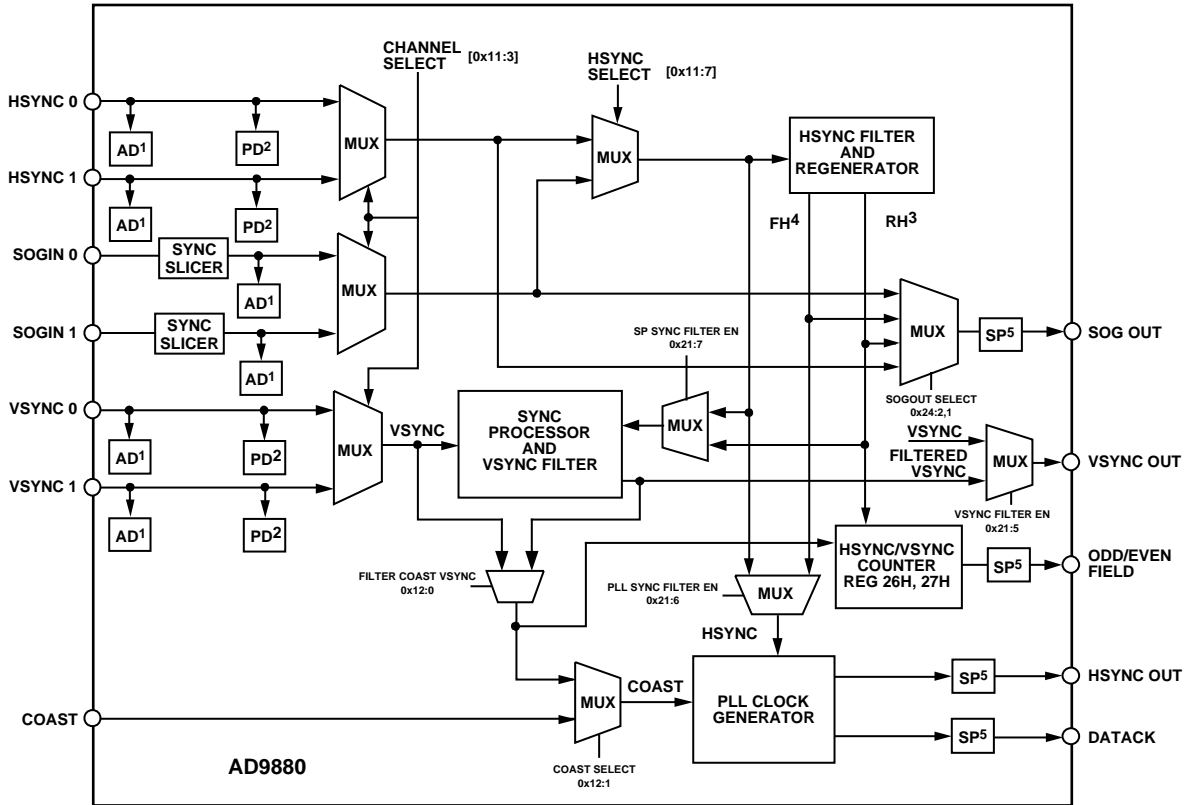 CHANNEL
SELECT [0x11:3]
HSYNC
SELECT [0x11:7]
HSYNC 0
AD1
PD2
MUX
MUX
HSYNC FILTER
AND
REGENERATOR
HSYNC 1
AD1
PD2
FH4
RH3
SOGIN 0
SYNC
SLICER
AD1
MUX
SOGIN 1
SYNC
SLICER
AD1
SP SYNC FILTER EN
0x21:7
MUX
SP5
SOG OUT
SOGOUT SELECT
0x24:2,1
VSYNC 0
AD1
PD2
MUX
VSYNC
SYNC
PROCESSOR
AND
VSYNC FILTER
MUX
VSYNC
FILTERED
VSYNC
MUX
VSYNC OUT
VSYNC 1
AD1
PD2
VSYNC FILTER EN
0x21:5
FILTER COAST VSYNC
0x12:0
PLL SYNC FILTER EN
0x21:6
MUX
HSYNC/VSYNC
COUNTER
REG 26H, 27H
SP5
ODD/EVEN
FIELD
HSYNC
COAST
MUX
COAST
PLL CLOCK
GENERATOR
SP5
HSYNC OUT
SP5
DATACK
COAST SELECT
0x12:1
AD9880